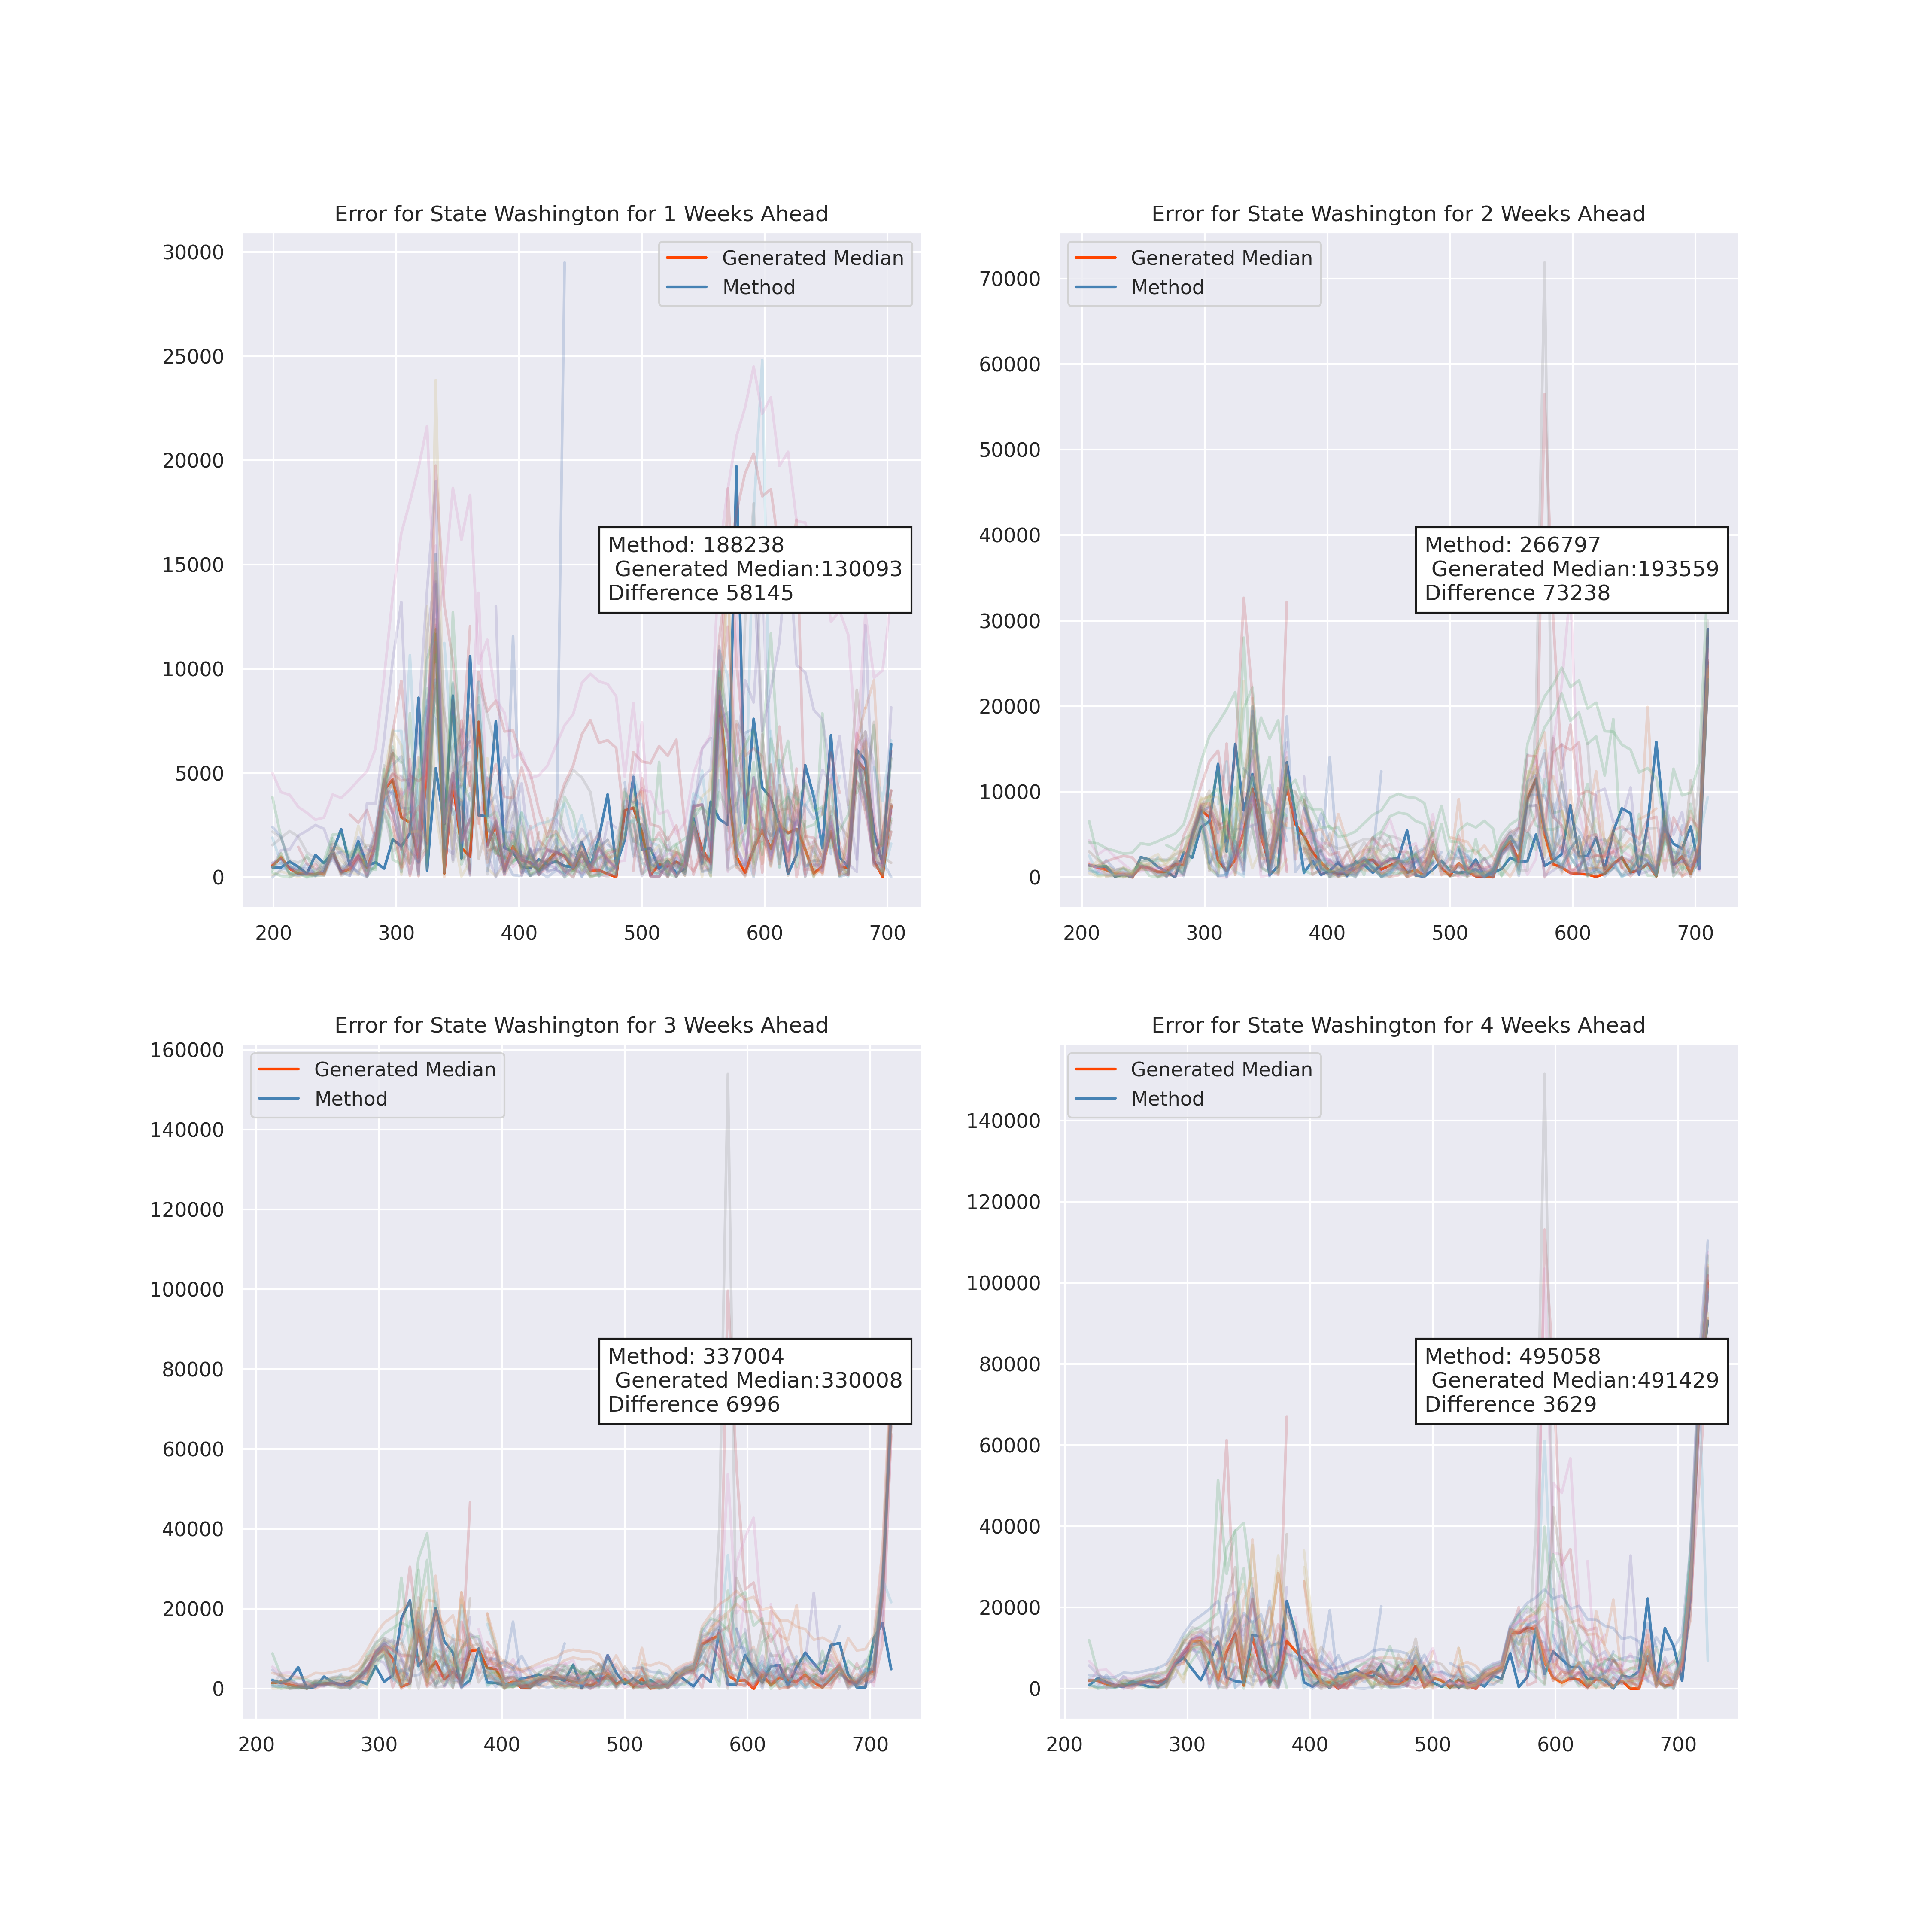 Error for State Washington for 1 Weeks Ahead
30000
25000
20000
15000
10000
5000
0
200 300 400 500 600 700
Generated Median
Method
Method: 188238
Generated Median:130093
Difference 58145
Error for State Washington for 2 Weeks Ahead
70000
60000
50000
40000
30000
20000
10000
0
200 300 400 500 600 700
Generated Median
Method
Method: 266797
Generated Median:193559
Difference 73238
Error for State Washington for 3 Weeks Ahead
160000
140000
120000
100000
80000
60000
40000
20000
0
200 300 400 500 600 700
Generated Median
Method
Method: 337004
Generated Median:330008
Difference 6996
Error for State Washington for 4 Weeks Ahead
140000
120000
100000
80000
60000
40000
20000
0
200 300 400 500 600 700
Generated Median
Method
Method: 495058
Generated Median:491429
Difference 3629